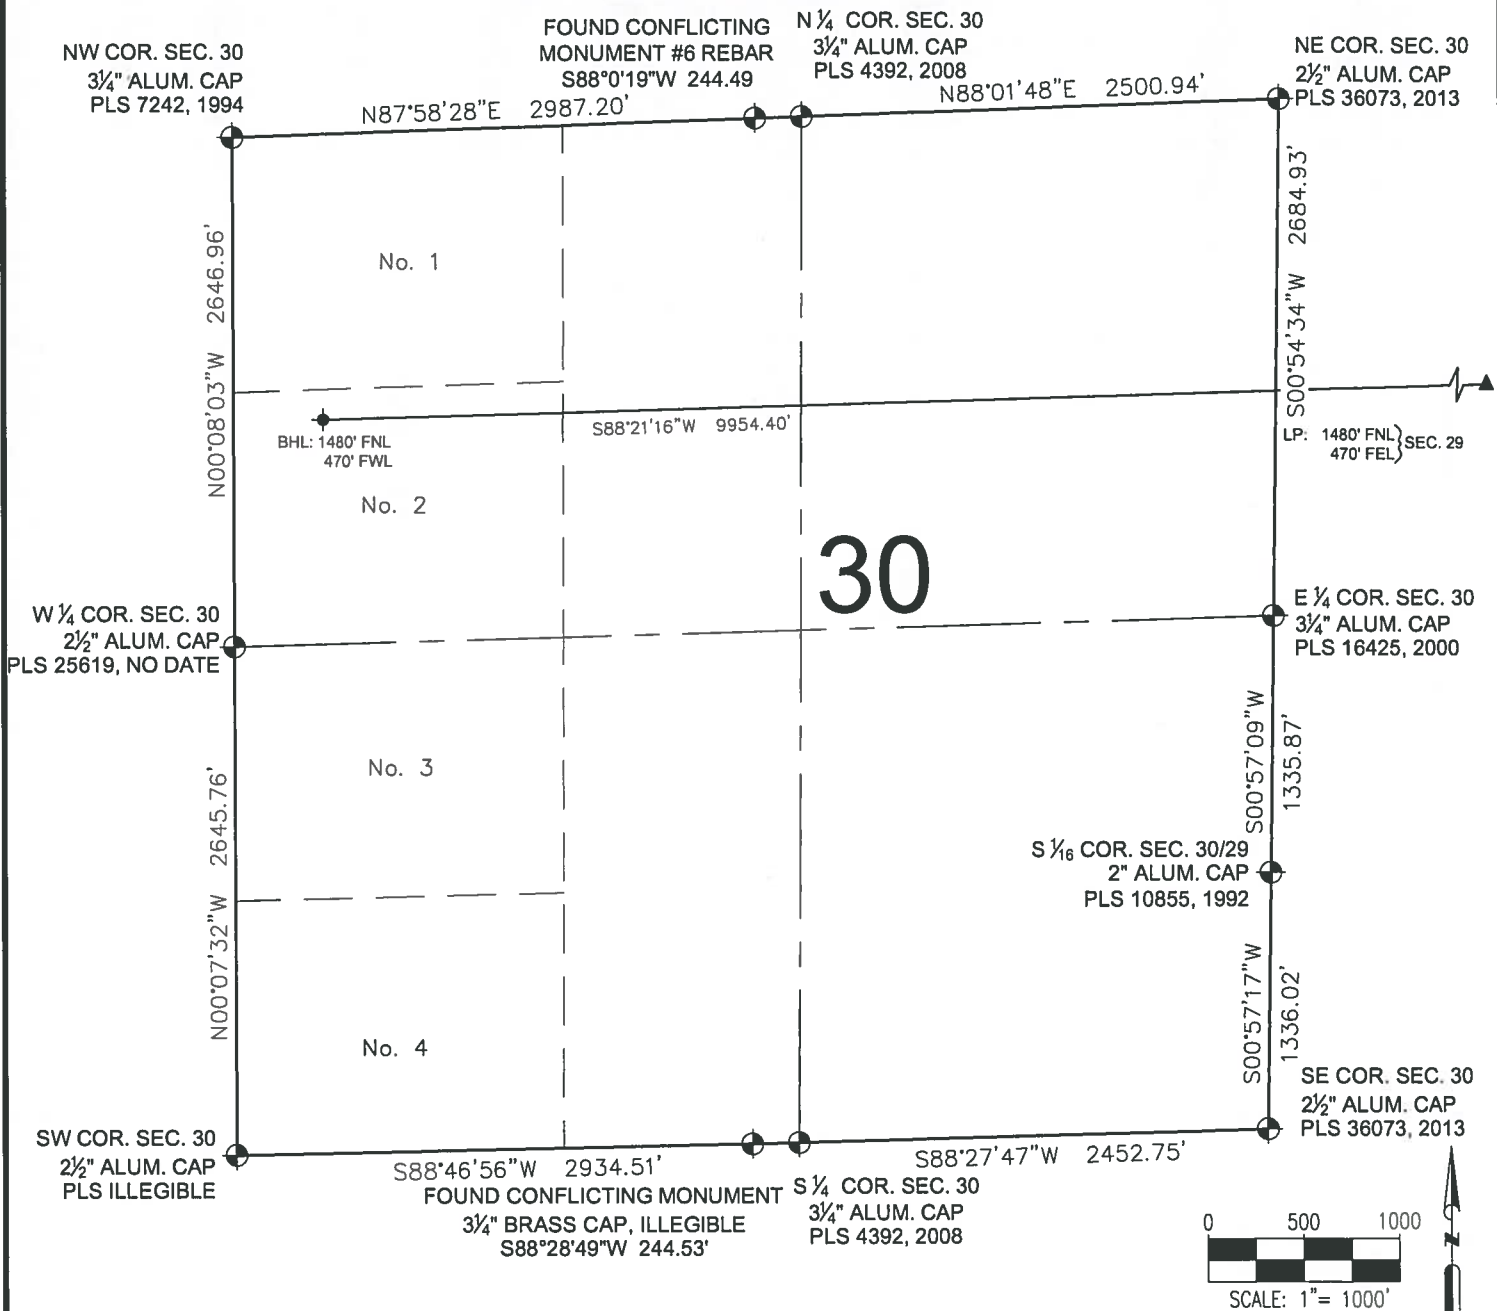 FOUND CONFLICTING
MONUMENT #6 REBAR
S88°0'19"W 244.49
N ¼ COR. SEC. 30
3¼" ALUM. CAP
PLS 4392, 2008
NW COR. SEC. 30
3¼" ALUM. CAP
PLS 7242, 1994
NE COR. SEC. 30
2½" ALUM. CAP
PLS 36073, 2013
N87°58'28"E 2987.20'
N88°01'48"E 2500.94'
N00°08'03"W 2646.96'
S00°54'34"W 2684.93'
No. 1
S88°21'16"W 9954.40'
BHL: 1480' FNL
470' FWL
LP: 1480' FNL
470' FEL
SEC. 29
No. 2
30
W ¼ COR. SEC. 30
2½" ALUM. CAP
PLS 25619, NO DATE
E ¼ COR. SEC. 30
3¼" ALUM. CAP
PLS 16425, 2000
No. 3
S00°57'09"W
1335.87'
N00°07'32"W 2645.76'
S 1⁄16 COR. SEC. 30/29
2" ALUM. CAP
PLS 10855, 1992
S00°57'17"W
1336.02'
No. 4
SW COR. SEC. 30
2½" ALUM. CAP
PLS ILLEGIBLE
SE COR. SEC. 30
2½" ALUM. CAP
PLS 36073, 2013
S88°46'56"W 2934.51'
S88°27'47"W 2452.75'
FOUND CONFLICTING MONUMENT
3¼" BRASS CAP, ILLEGIBLE
S88°28'49"W 244.53'
S ¼ COR. SEC. 30
3¼" ALUM. CAP
PLS 4392, 2008
0 500 1000
SCALE: 1"= 1000'
N